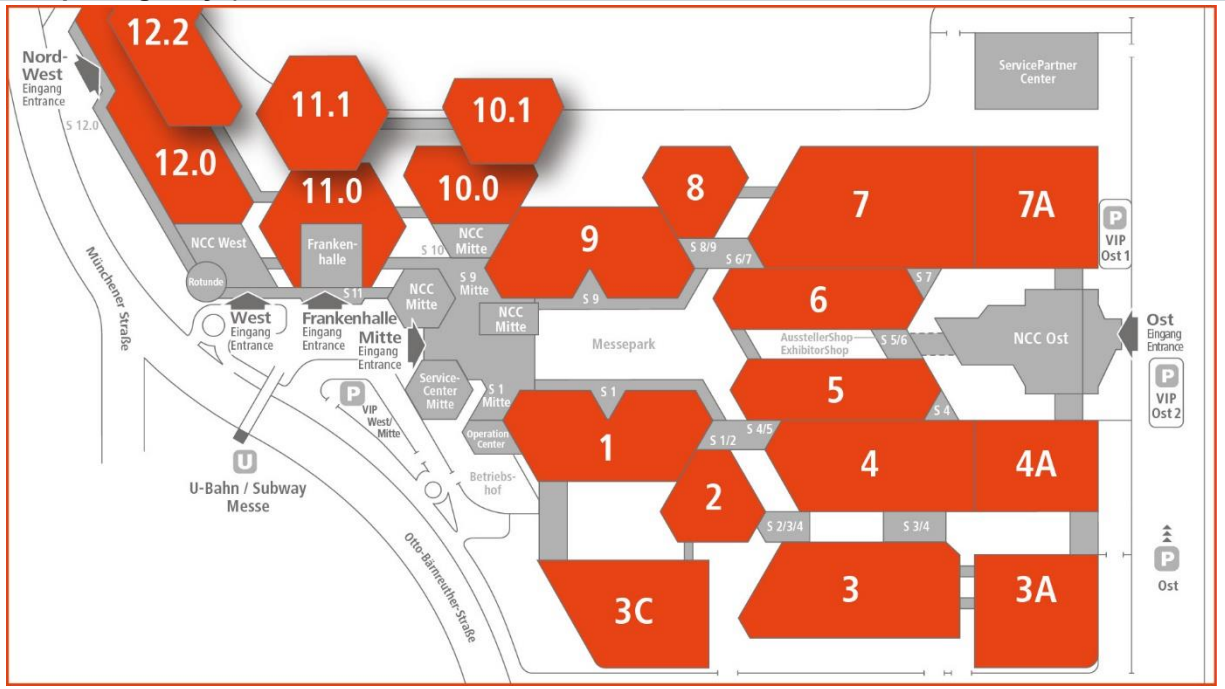 12.2
Nord-
West
Eingang
Entrance
S 12.0
12.0
11.1
10.1
11.0
10.0
ServicePartner
Center
8
7
7A
P
VIP
Ost 1
NCC West
Franken-
halle
S 10
NCC
Mitte
9
S 8/9
S 6/7
S 7
Rotunde
S 11
NCC
Mitte
S 9
Mitte
S 9
NCC
Mitte
6
Münchener Straße
West
Eingang
(Entrance
Frankenhalle
Eingang
Entrance
Mitte
Eingang
Entrance
Messepark
AusstellerShop
ExhibitorShop
S 5/6
NCC Ost
Ost
Eingang
Entrance
P
VIP
Ost 2
P
VIP
West/
Mitte
Service-
Center
Mitte
S 1
Mitte
S 1
5
S 4
Operation
Center
1
S 1/2
S 4/5
4
4A
U
U-Bahn / Subway
Messe
Betriebs-
hof
2
S 2/3/4
S 3/4
Otto-Bärnreuther-Straße
3C
3
3A
P
Ost